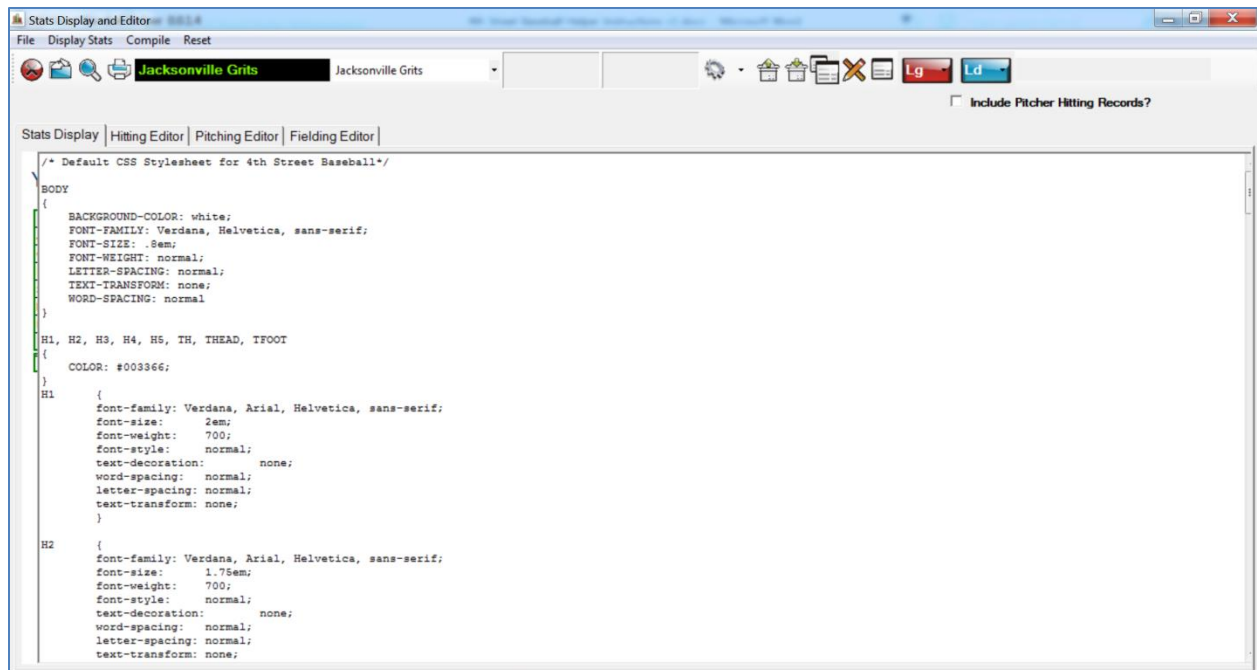 Stats Display and Editor
File Display Stats Compile Reset
Jacksonville Grits Jacksonville Grits Lg Ld
Include Pitcher Hitting Records?
Stats Display Hitting Editor Pitching Editor Fielding Editor
/* Default CSS Stylesheet for 4th Street Baseball*/
BODY
{
BACKGROUND-COLOR: white;
FONT-FAMILY: Verdana, Helvetica, sans-serif;
FONT-SIZE: .8em;
FONT-WEIGHT: normal;
LETTER-SPACING: normal;
TEXT-TRANSFORM: none;
WORD-SPACING: normal
}
H1, H2, H3, H4, H5, TH, THEAD, TFOOT
{
COLOR: #003366;
}
H1 {
font-family: Verdana, Arial, Helvetica, sans-serif;
font-size: 2em;
font-weight: 700;
font-style: normal;
text-decoration: none;
word-spacing: normal;
letter-spacing: normal;
text-transform: none;
}
H2 {
font-family: Verdana, Arial, Helvetica, sans-serif;
font-size: 1.75em;
font-weight: 700;
font-style: normal;
text-decoration: none;
word-spacing: normal;
letter-spacing: normal;
text-transform: none;